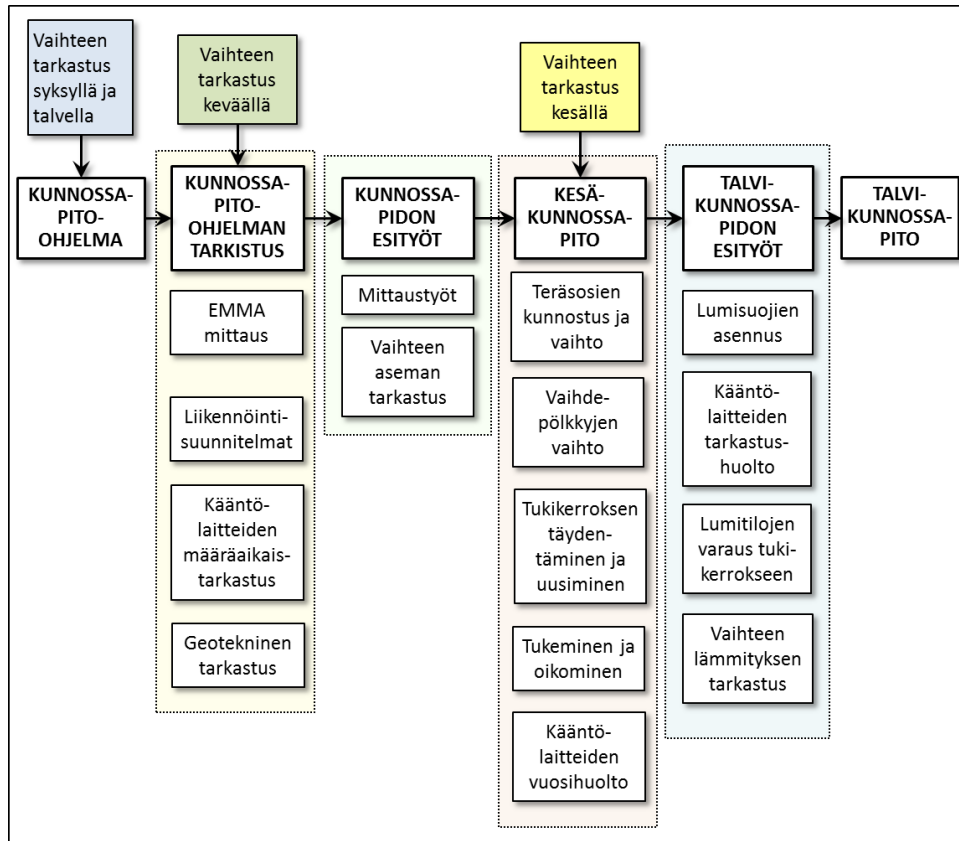 Vaihteen
tarkastus
syksyllä ja
talvella
Vaihteen
tarkastus
keväällä
Vaihteen
tarkastus
kesällä
KUNNOSSA-
PITO-
OHJELMA
KUNNOSSA-
PITO-
OHJELMAN
TARKISTUS
KUNNOSSA-
PIDON
ESITYÖT
KESÄ-
KUNNOSSA-
PITO
TALVI-
KUNNOSSA-
PIDON
ESITYÖT
TALVI-
KUNNOSSA-
PITO
EMMA
mittaus
Liikennöinti-
suunnitelmat
Kääntö-
laitteiden
määräaikais-
tarkastus
Geotekninen
tarkastus
Mittaustyöt
Vaihteen
aseman
tarkastus
Teräsosien
kunnostus ja
vaihto
Vaihde-
pölkkyjen
vaihto
Tukikerroksen
täyden-
täminen ja
uusiminen
Tukeminen ja
oikominen
Kääntö-
laitteiden
vuosihuolto
Lumisuojien
asennus
Kääntö-
laitteiden
tarkastus-
huolto
Lumitilojen
varaus tuki-
kerrokseen
Vaihteen
lämmityksen
tarkastus